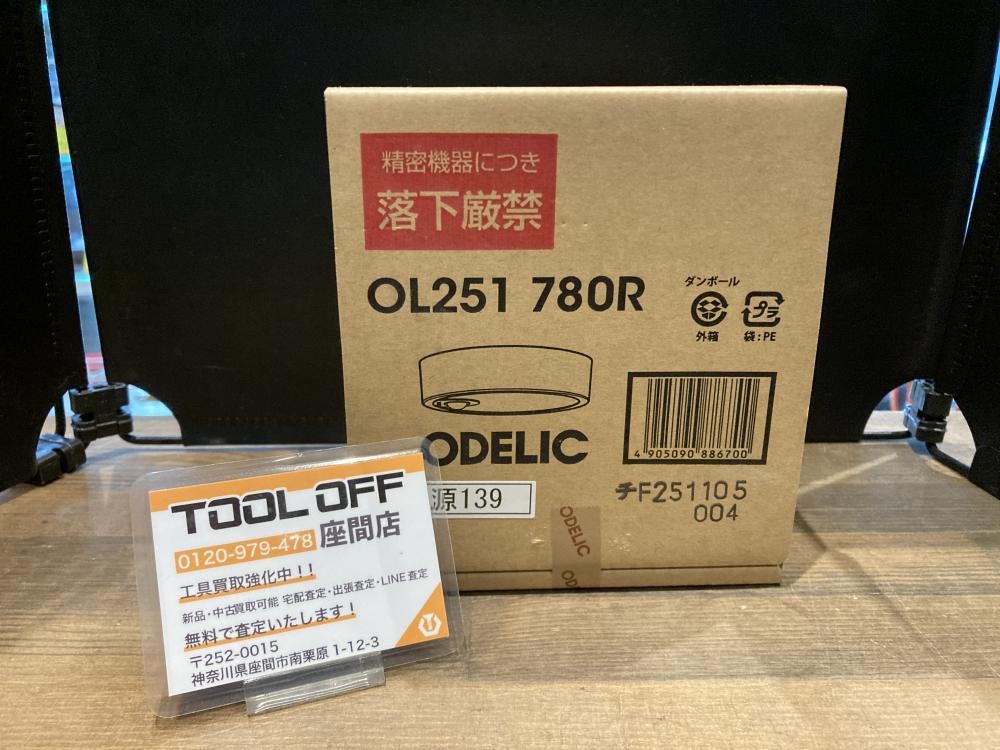 精密機器につき
落下厳禁
OL251 780R
ダンボール
外箱
プラ
袋:PE
ODELIC
4 905090 886700
源139
チF251105
004
ODELIC
OD
TOOL OFF
0120-979-478 座間店
工具買取強化中!!
新品・中古買取可能 宅配査定・出張査定・LINE査定
無料で査定いたします!
〒252-0015
神奈川県座間市南栗原1-12-3